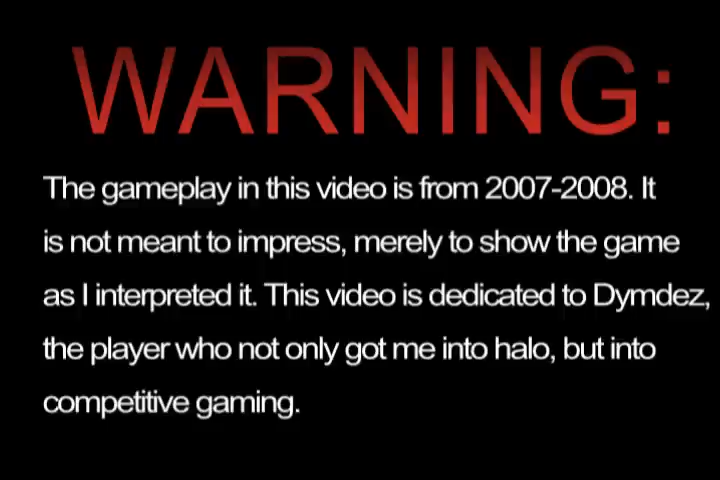 WARNING:
The gameplay in this video is from 2007-2008. It
is not meant to impress, merely to show the game
as I interpreted it. This video is dedicated to Dymdez,
the player who not only got me into halo, but into
competitive gaming.